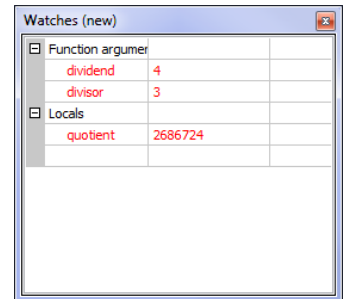 Watches (new)
Function argumer
dividend 4
divisor 3
Locals
quotient 2686724